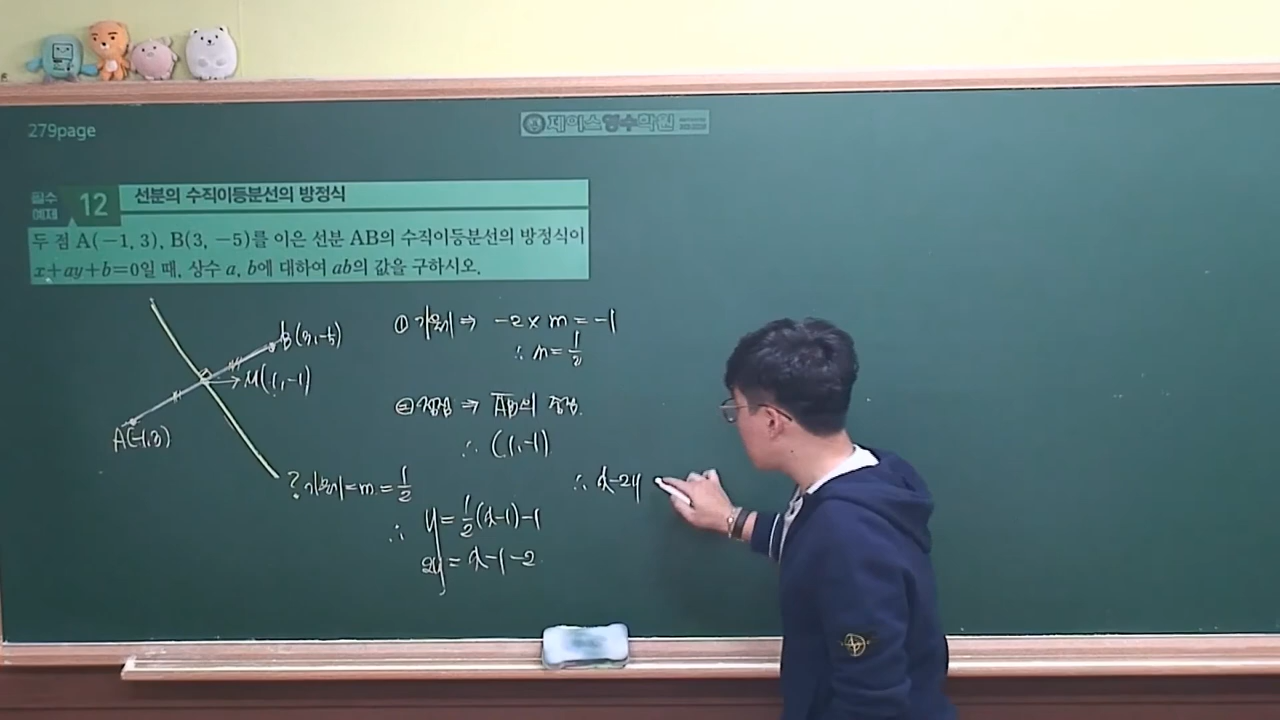 279page
제이스영수학원
필수 예제 12 선분의 수직이등분선의 방정식
두 점 A(−1, 3), B(3, −5)를 이은 선분 AB의 수직이등분선의 방정식이
x+ay+b=0일 때, 상수 a, b에 대하여 ab의 값을 구하시오.
B(3,-5)
M(1,-1)
A(-1,3)
? 기울기=m=1/2
∴ y=1/2(x-1)-1
2y=x-1-2
① 기울기 ⇒ -2×m=-1
∴ m=1/2
② 한점 ⇒ AB의 중점.
∴ (1,-1)
∴ x-2y